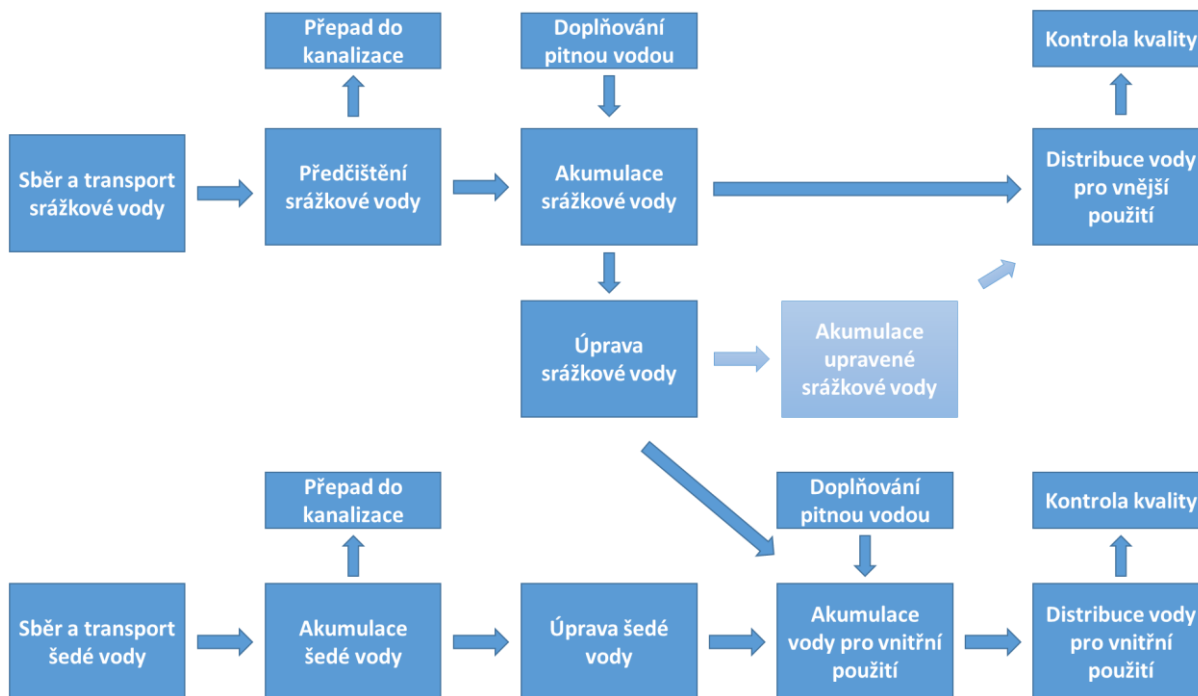 Přepad do
kanalizace
Doplňování
pitnou vodou
Kontrola kvality
Sběr a transport
srážkové vody
Předčištění
srážkové vody
Akumulace
srážkové vody
Distribuce vody
pro vnější
použití
Úprava
srážkové vody
Akumulace
upravené
srážkové vody
Přepad do
kanalizace
Doplňování
pitnou vodou
Kontrola kvality
Sběr a transport
šedé vody
Akumulace
šedé vody
Úprava šedé
vody
Akumulace
vody pro vnitřní
použití
Distribuce vody
pro vnitřní
použití